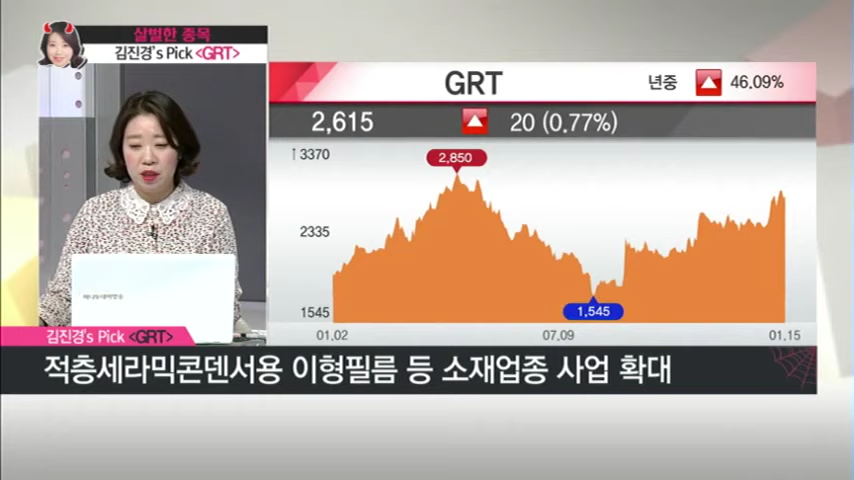 살벌한 종목
김진경's Pick <GRT>
GRT
년중 46.09%
2,615 20 (0.77%)
↑3370
2,850
2335
1545
1,545
01.02 07.09 01.15
김진경's Pick <GRT>
적층세라믹콘덴서용 이형필름 등 소재업종 사업 확대